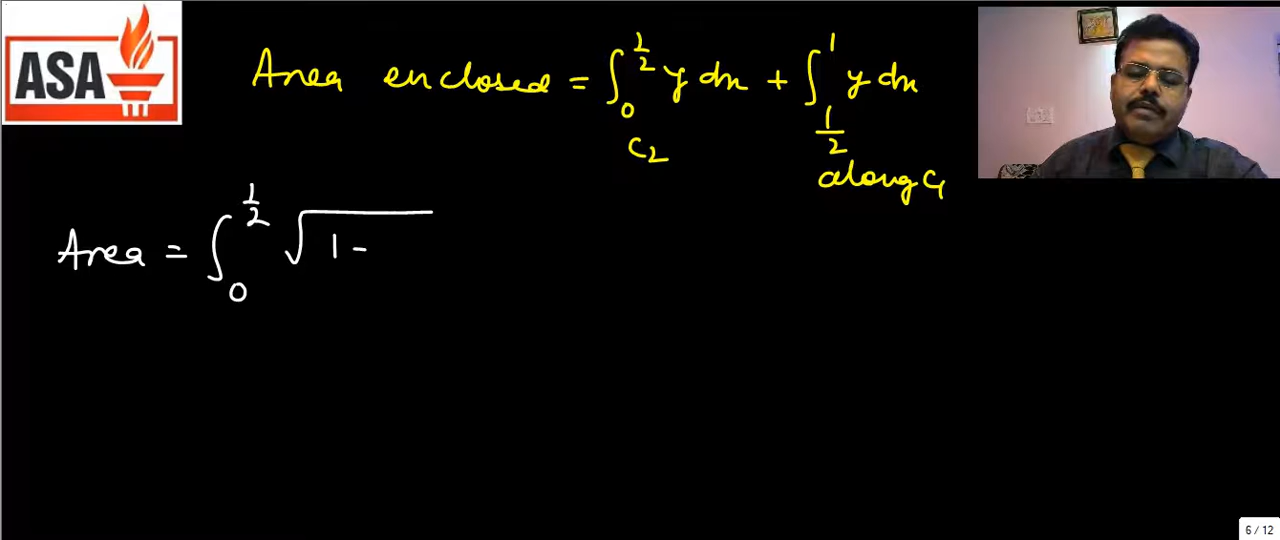 ASA
Area enclosed = ∫₀^{1/2} y dx + ∫_{1/2}^{1} y dx
C₂ along C₁
Area = ∫₀^{1/2} √(1 −
6 / 12